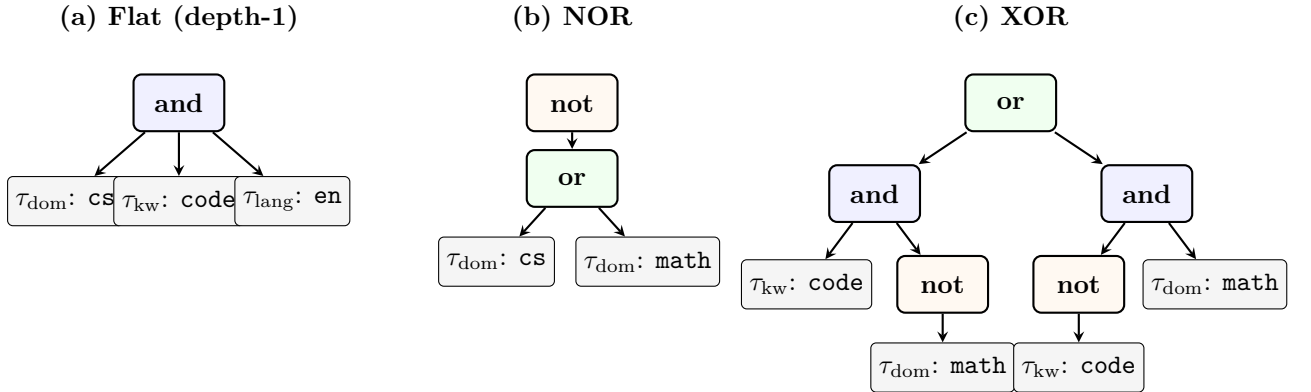 (a) Flat (depth-1)
and
τdom: cs
τkw: code
τlang: en
(b) NOR
not
or
τdom: cs
τdom: math
(c) XOR
or
and
and
τkw: code
not
not
τdom: math
τdom: math
τkw: code